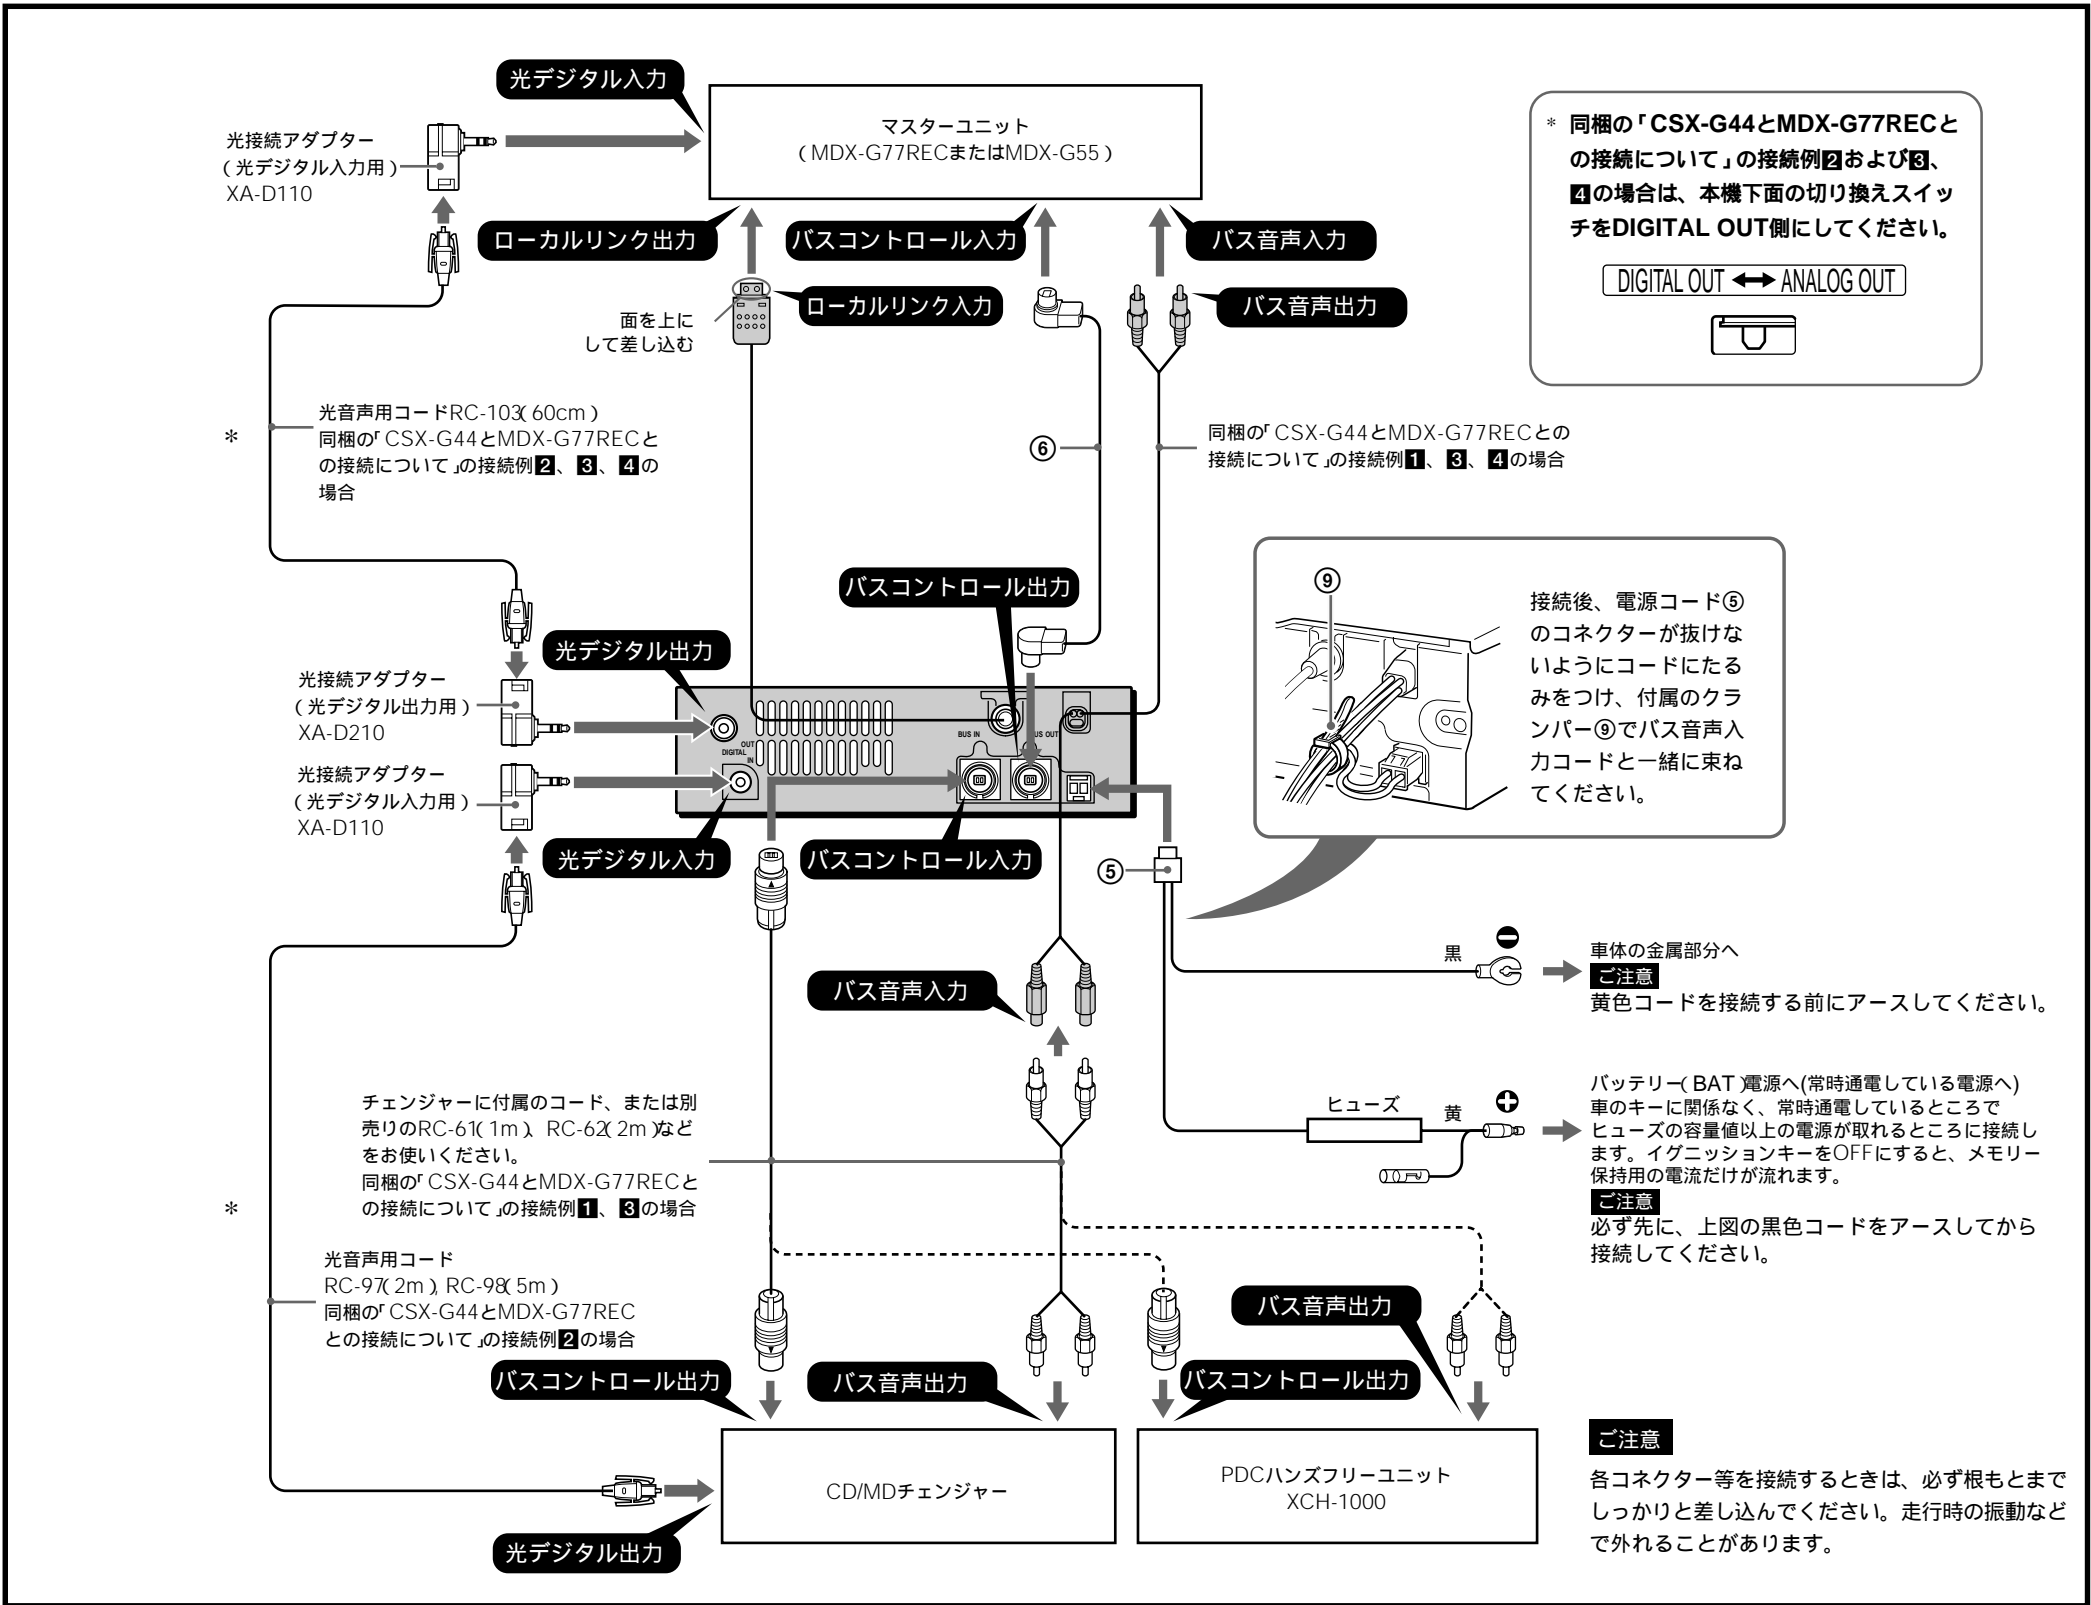 光デジタル入力
マスターユニット
（MDX-G77RECまたはMDX-G55）
光接続アダプター
（光デジタル入力用）
XA-D110
* 同梱の「CSX-G44とMDX-G77RECと
の接続について」の接続例2および3、
4の場合は、本機下面の切り換えスイッ
チをDIGITAL OUT側にしてください。
DIGITAL OUT ↔ ANALOG OUT
ローカルリンク出力
バスコントロール入力
バス音声入力
ローカルリンク入力
バス音声出力
面を上に
して差し込む
*
光音声用コードRC-103（60cm）
同梱の「CSX-G44とMDX-G77RECと
の接続について」の接続例2、3、4の
場合
⑥
同梱の「CSX-G44とMDX-G77RECとの
接続について」の接続例1、3、4の場合
バスコントロール出力
⑨
接続後、電源コード⑤
のコネクターが抜けな
いようにコードにたる
みをつけ、付属のクラ
ンパー⑨でバス音声入
力コードと一緒に束ね
てください。
光デジタル出力
光接続アダプター
（光デジタル出力用）
XA-D210
OUT
DIGITAL
IN
BUS IN
US OUT
光接続アダプター
（光デジタル入力用）
XA-D110
光デジタル入力
バスコントロール入力
⑤
黒
車体の金属部分へ
ご注意
黄色コードを接続する前にアースしてください。
バス音声入力
ヒューズ
黄
バッテリー（BAT）電源へ(常時通電している電源へ)
車のキーに関係なく、常時通電しているところで
ヒューズの容量値以上の電源が取れるところに接続し
ます。イグニッションキーをOFFにすると、メモリー
保持用の電流だけが流れます。
ご注意
必ず先に、上図の黒色コードをアースしてから
接続してください。
チェンジャーに付属のコード、または別
売りのRC-61（1m）、RC-62（2m）など
をお使いください。
同梱の「CSX-G44とMDX-G77RECと
の接続について」の接続例1、3の場合
*
光音声用コード
RC-97（2m）, RC-98（5m）
同梱の「CSX-G44とMDX-G77REC
との接続について」の接続例2の場合
バス音声出力
バスコントロール出力
バス音声出力
バスコントロール出力
CD/MDチェンジャー
PDCハンズフリーユニット
XCH-1000
光デジタル出力
ご注意
各コネクター等を接続するときは、必ず根もとまで
しっかりと差し込んでください。走行時の振動など
で外れることがあります。